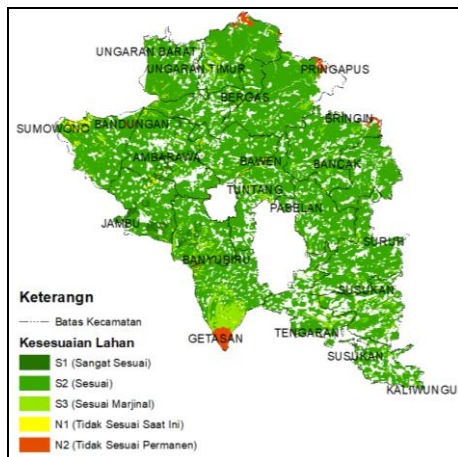 UNGARAN BARAT
UNGARAN TIMUR
PRINGAPUS
BERGAS
BRINGIN
SUMOWONO
BANDUNGAN
AMBARAWA
BAWEN
BANCAK
TUNTANG
PABELAN
JAMBU
SURUH
BANYUBIRU
SUSUKAN
TENGARAN
GETASAN
SUSUKAN
KALIWUNGU
Keterangn
Batas Kecamatan
Kesesuaian Lahan
S1 (Sangat Sesuai)
S2 (Sesuai)
S3 (Sesuai Marjinal)
N1 (Tidak Sesuai Saat Ini)
N2 (Tidak Sesuai Permanen)